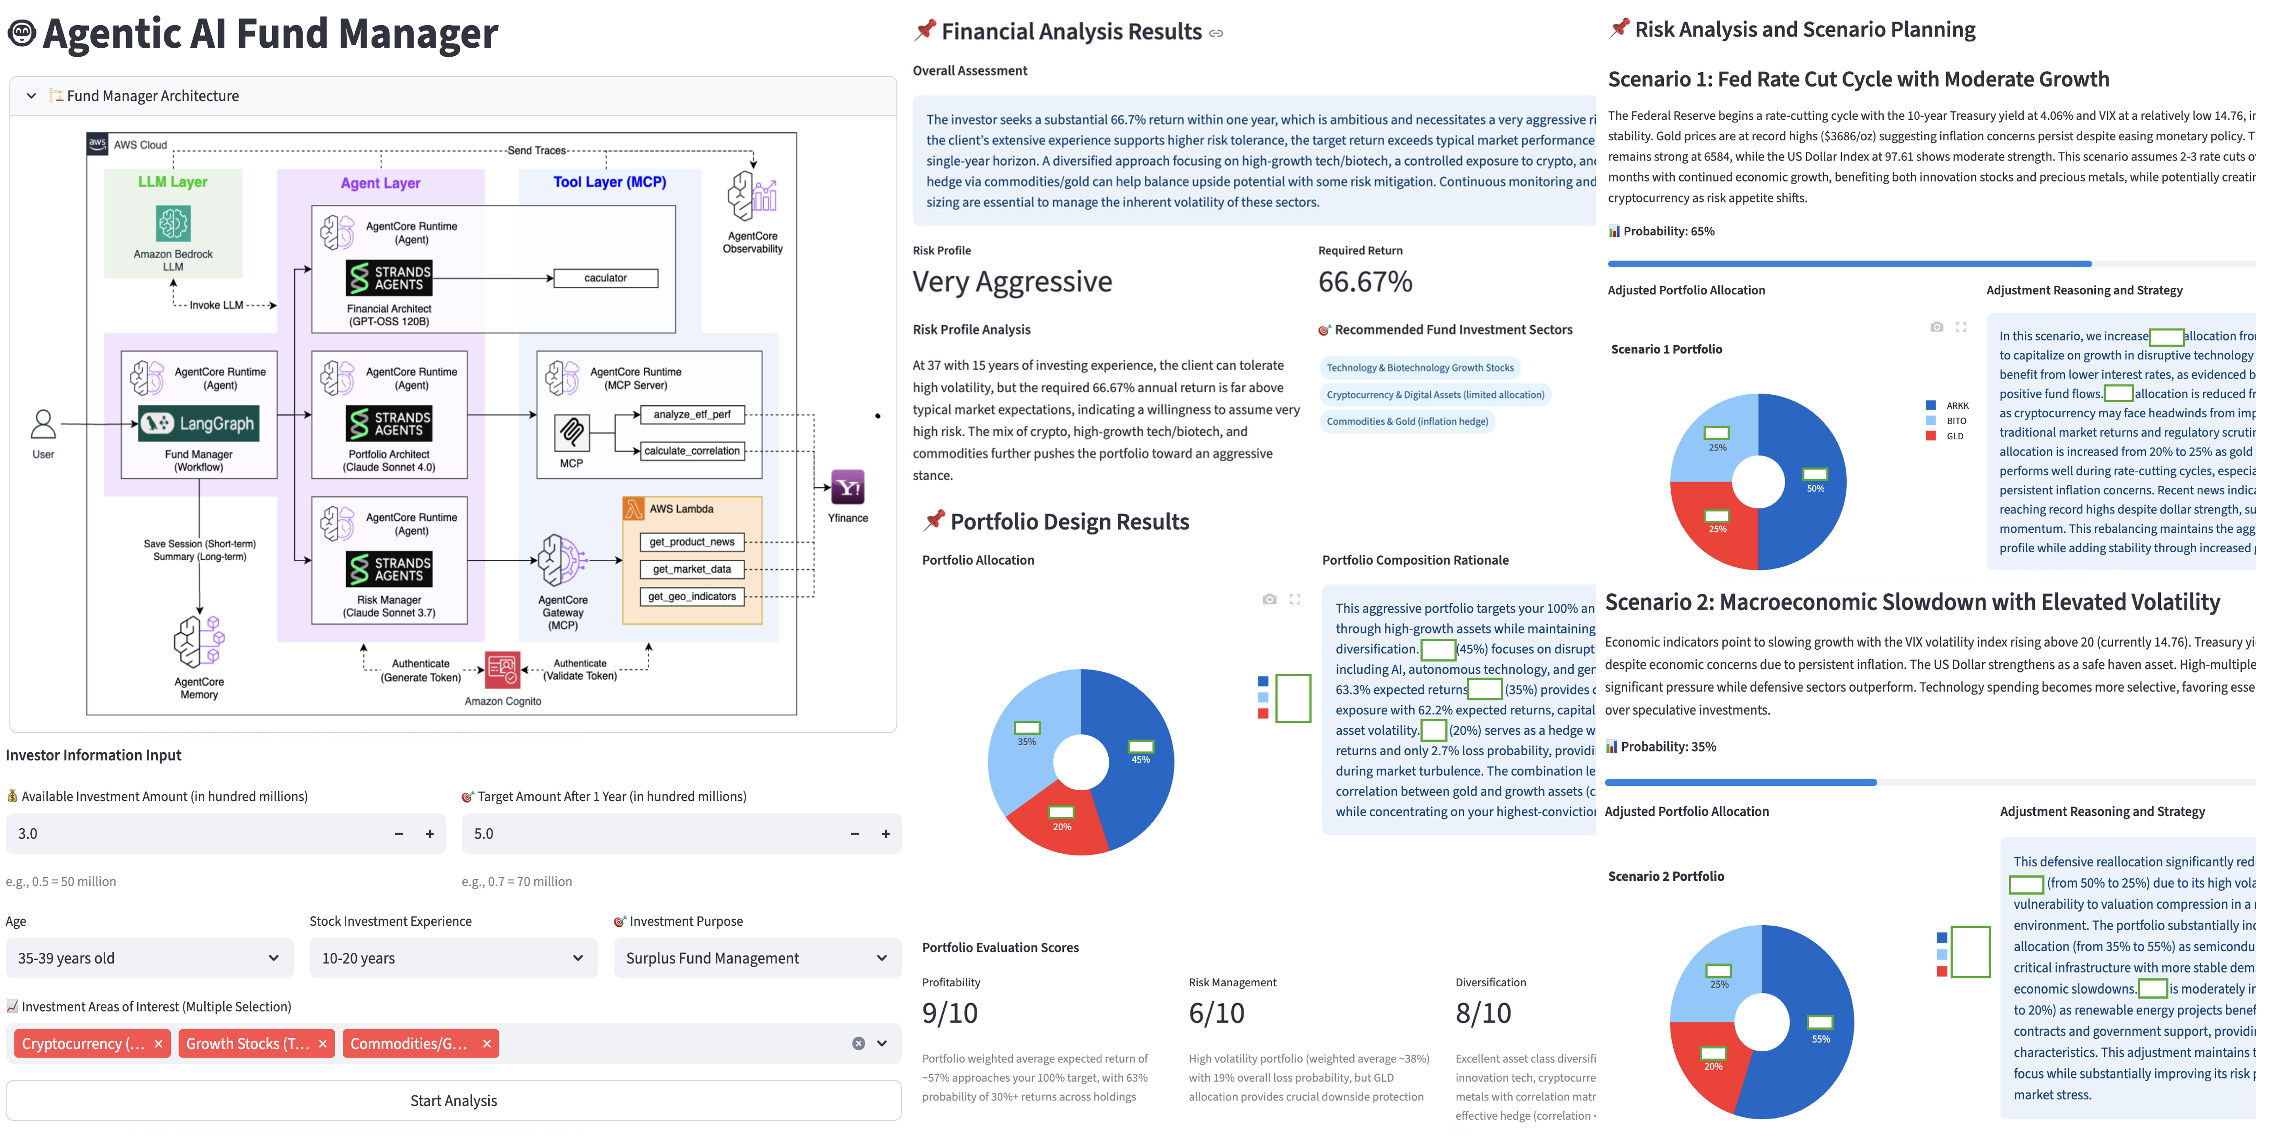 Agentic AI Fund Manager
Fund Manager Architecture
aws
AWS Cloud
Send Traces
LLM Layer
Agent Layer
Tool Layer (MCP)
Amazon Bedrock
LLM
Invoke LLM
AgentCore Runtime
(Agent)
STRANDS
AGENTS
Financial Architect
(GPT-OSS 120B)
caculator
AgentCore
Observability
AgentCore Runtime
(Agent)
LangGraph
Fund Manager
(Workflow)
User
AgentCore Runtime
(Agent)
STRANDS
AGENTS
Portfolio Architect
(Claude Sonnet 4.0)
AgentCore Runtime
(MCP Server)
MCP
analyze_etf_perf
calculate_correlation
Y!
Yfinance
Save Session (Short-term)
Summary (Long-term)
AgentCore
Memory
AgentCore Runtime
(Agent)
STRANDS
AGENTS
Risk Manager
(Claude Sonnet 3.7)
AgentCore
Gateway
(MCP)
AWS Lambda
get_product_news
get_market_data
get_geo_indicators
Authenticate
(Generate Token)
Amazon Cognito
Authenticate
(Validate Token)
Investor Information Input
Available Investment Amount (in hundred millions)
3.0
e.g., 0.5 = 50 million
Target Amount After 1 Year (in hundred millions)
5.0
e.g., 0.7 = 70 million
Age
35-39 years old
Stock Investment Experience
10-20 years
Investment Purpose
Surplus Fund Management
Investment Areas of Interest (Multiple Selection)
Cryptocurrency (...
Growth Stocks (T...
Commodities/G...
Start Analysis
Financial Analysis Results
Overall Assessment
The investor seeks a substantial 66.7% return within one year, which is ambitious and necessitates a very aggressive ri
the client's extensive experience supports higher risk tolerance, the target return exceeds typical market performance
single-year horizon. A diversified approach focusing on high-growth tech/biotech, a controlled exposure to crypto, and
hedge via commodities/gold can help balance upside potential with some risk mitigation. Continuous monitoring and
sizing are essential to manage the inherent volatility of these sectors.
Risk Profile
Very Aggressive
Required Return
66.67%
Risk Profile Analysis
At 37 with 15 years of investing experience, the client can tolerate
high volatility, but the required 66.67% annual return is far above
typical market expectations, indicating a willingness to assume very
high risk. The mix of crypto, high-growth tech/biotech, and
commodities further pushes the portfolio toward an aggressive
stance.
Recommended Fund Investment Sectors
Technology & Biotechnology Growth Stocks
Cryptocurrency & Digital Assets (limited allocation)
Commodities & Gold (inflation hedge)
Portfolio Design Results
Portfolio Allocation
35%
45%
20%
Portfolio Composition Rationale
This aggressive portfolio targets your 100% an
through high-growth assets while maintaining
diversification. (45%) focuses on disrupt
including AI, autonomous technology, and gen
63.3% expected returns (35%) provides c
exposure with 62.2% expected returns, capital
asset volatility. (20%) serves as a hedge w
returns and only 2.7% loss probability, providi
during market turbulence. The combination le
correlation between gold and growth assets (c
while concentrating on your highest-conviction
Portfolio Evaluation Scores
Profitability
9/10
Portfolio weighted average expected return of
~57% approaches your 100% target, with 63%
probability of 30%+ returns across holdings
Risk Management
6/10
High volatility portfolio (weighted average ~38%)
with 19% overall loss probability, but GLD
allocation provides crucial downside protection
Diversification
8/10
Excellent asset class diversifi
innovation tech, cryptocurre
metals with correlation matr
effective hedge (correlation <
Risk Analysis and Scenario Planning
Scenario 1: Fed Rate Cut Cycle with Moderate Growth
The Federal Reserve begins a rate-cutting cycle with the 10-year Treasury yield at 4.06% and VIX at a relatively low 14.76, in
stability. Gold prices are at record highs ($3686/oz) suggesting inflation concerns persist despite easing monetary policy. T
remains strong at 6584, while the US Dollar Index at 97.61 shows moderate strength. This scenario assumes 2-3 rate cuts o
months with continued economic growth, benefiting both innovation stocks and precious metals, while potentially creatin
cryptocurrency as risk appetite shifts.
Probability: 65%
Adjusted Portfolio Allocation
Scenario 1 Portfolio
25%
50%
25%
ARKK
BITO
GLD
Adjustment Reasoning and Strategy
In this scenario, we increase allocation fro
to capitalize on growth in disruptive technology
benefit from lower interest rates, as evidenced b
positive fund flows. allocation is reduced fr
as cryptocurrency may face headwinds from imp
traditional market returns and regulatory scrutin
allocation is increased from 20% to 25% as gold
performs well during rate-cutting cycles, especia
persistent inflation concerns. Recent news indica
reaching record highs despite dollar strength, su
momentum. This rebalancing maintains the agg
profile while adding stability through increased g
Scenario 2: Macroeconomic Slowdown with Elevated Volatility
Economic indicators point to slowing growth with the VIX volatility index rising above 20 (currently 14.76). Treasury yi
despite economic concerns due to persistent inflation. The US Dollar strengthens as a safe haven asset. High-multiple
significant pressure while defensive sectors outperform. Technology spending becomes more selective, favoring esse
over speculative investments.
Probability: 35%
Adjusted Portfolio Allocation
Scenario 2 Portfolio
25%
55%
20%
Adjustment Reasoning and Strategy
This defensive reallocation significantly red
(from 50% to 25%) due to its high vola
vulnerability to valuation compression in a r
environment. The portfolio substantially inc
allocation (from 35% to 55%) as semicondu
critical infrastructure with more stable dem
economic slowdowns. is moderately in
to 20%) as renewable energy projects benef
contracts and government support, providin
characteristics. This adjustment maintains t
focus while substantially improving its risk p
market stress.